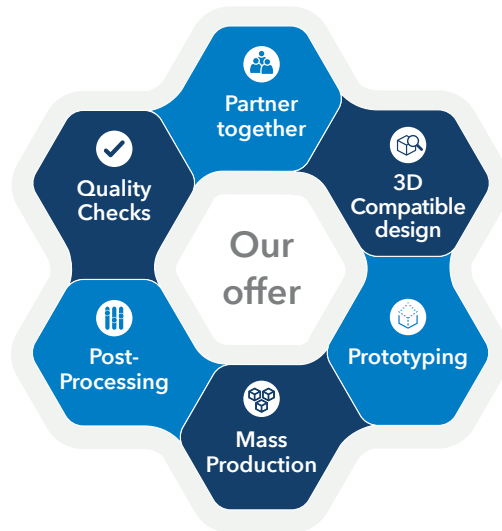 Partner
together
3D
Compatible
design
Prototyping
Mass
Production
Post-
Processing
Quality
Checks
Our
offer